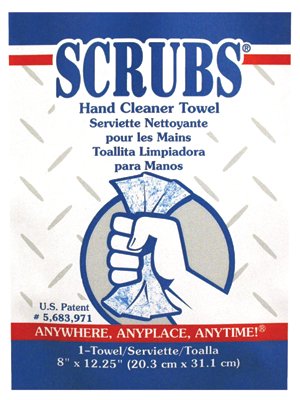 SCRUBS®
Hand Cleaner Towel
Serviette Nettoyante
pour les Mains
Toallita Limpiadora
para Manos
U.S. Patent
# 5,683,971
ANYWHERE, ANYPLACE, ANYTIME!®
1-Towel/Serviette/Toalla
8" x 12.25" (20.3 cm x 31.1 cm)